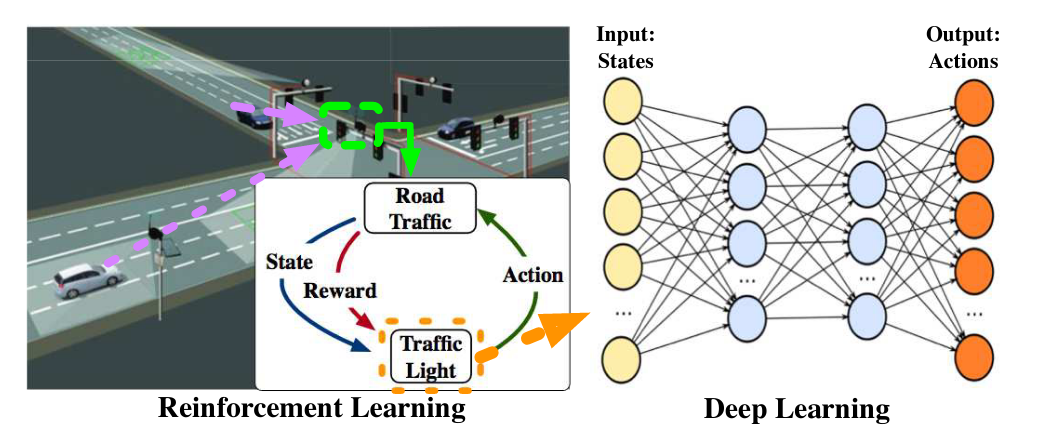 Road
Traffic
State
Reward
Action
Traffic
Light
Reinforcement Learning
Input:
States
Output:
Actions
...
...
...
...
Deep Learning